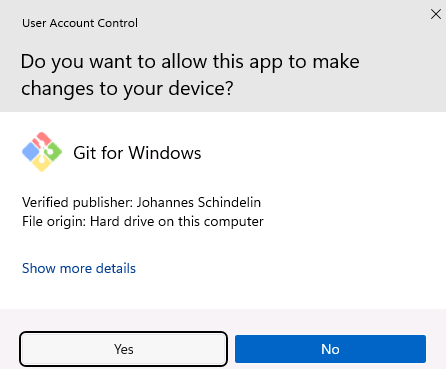 User Account Control
Do you want to allow this app to make
changes to your device?
Git for Windows
Verified publisher: Johannes Schindelin
File origin: Hard drive on this computer
Show more details
Yes
No